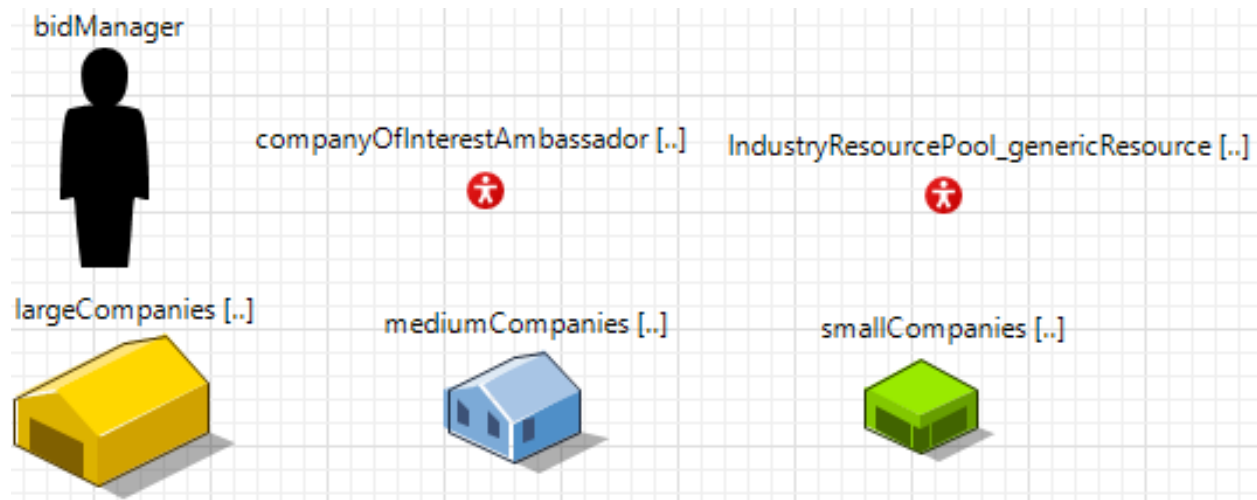 bidManager
companyOfInterestAmbassador [..]
IndustryResourcePool_genericResource [..]
largeCompanies [..]
mediumCompanies [..]
smallCompanies [..]